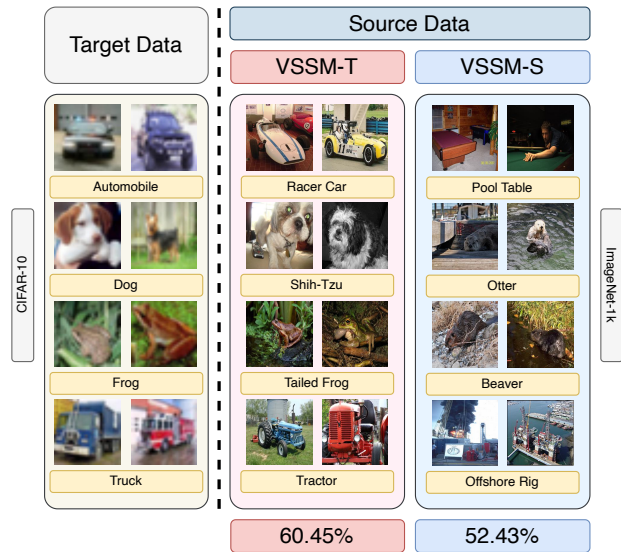 Target Data
Source Data
VSSM-T
VSSM-S
CIFAR-10
Automobile
Dog
Frog
Truck
Racer Car
Shih-Tzu
Tailed Frog
Tractor
Pool Table
Otter
Beaver
Offshore Rig
ImageNet-1k
60.45%
52.43%